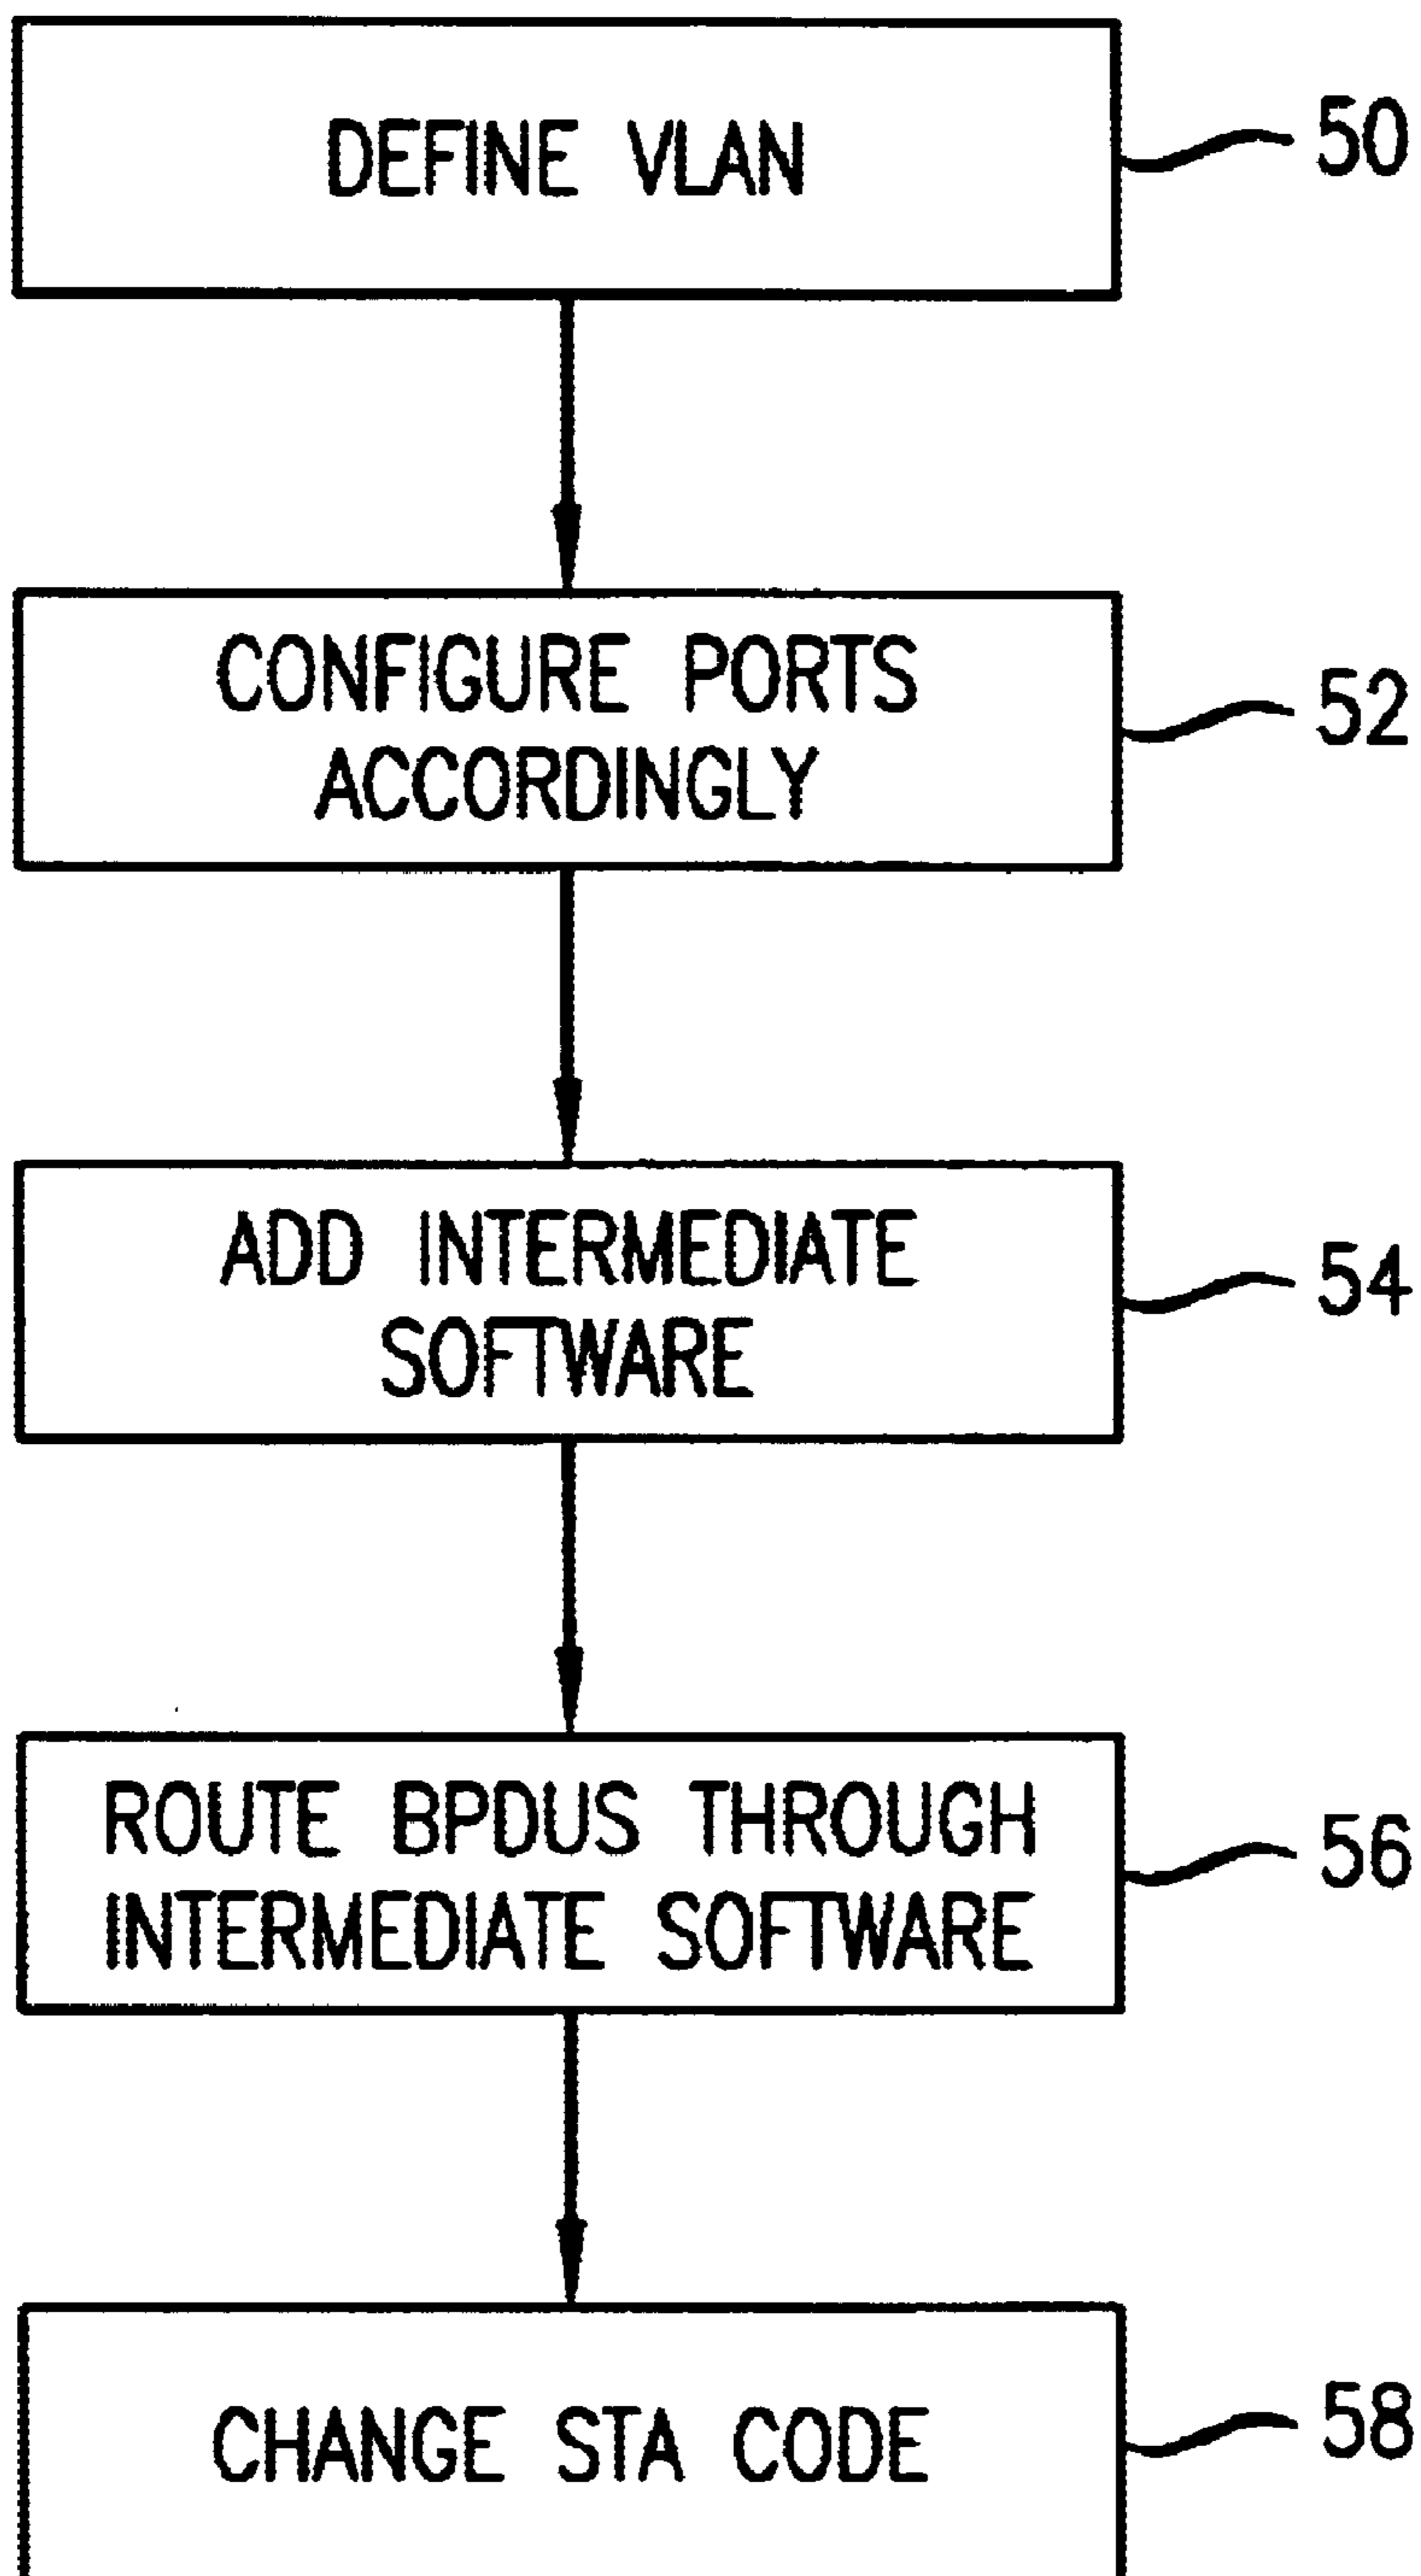 DEFINE VLAN
50
CONFIGURE PORTS
ACCORDINGLY
52
ADD INTERMEDIATE
SOFTWARE
54
ROUTE BPDUS THROUGH
INTERMEDIATE SOFTWARE
56
CHANGE STA CODE
58